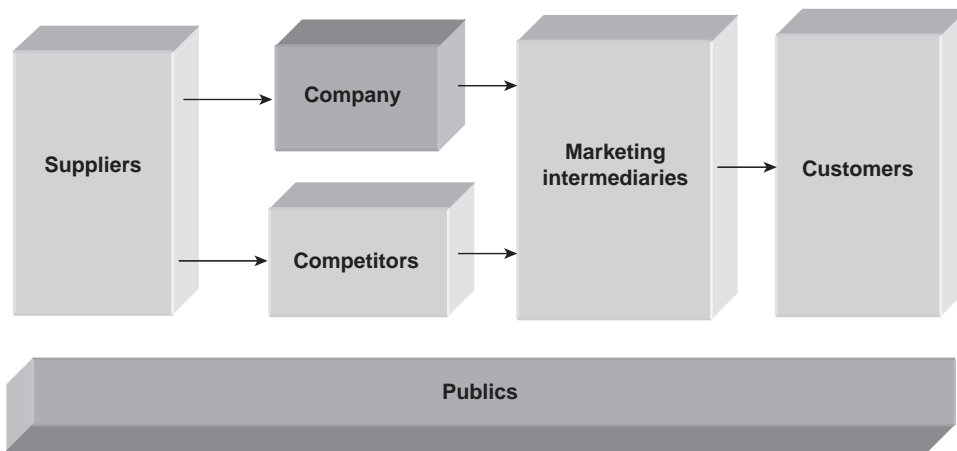 Suppliers
Company
Competitors
Marketing
intermediaries
Customers
Publics